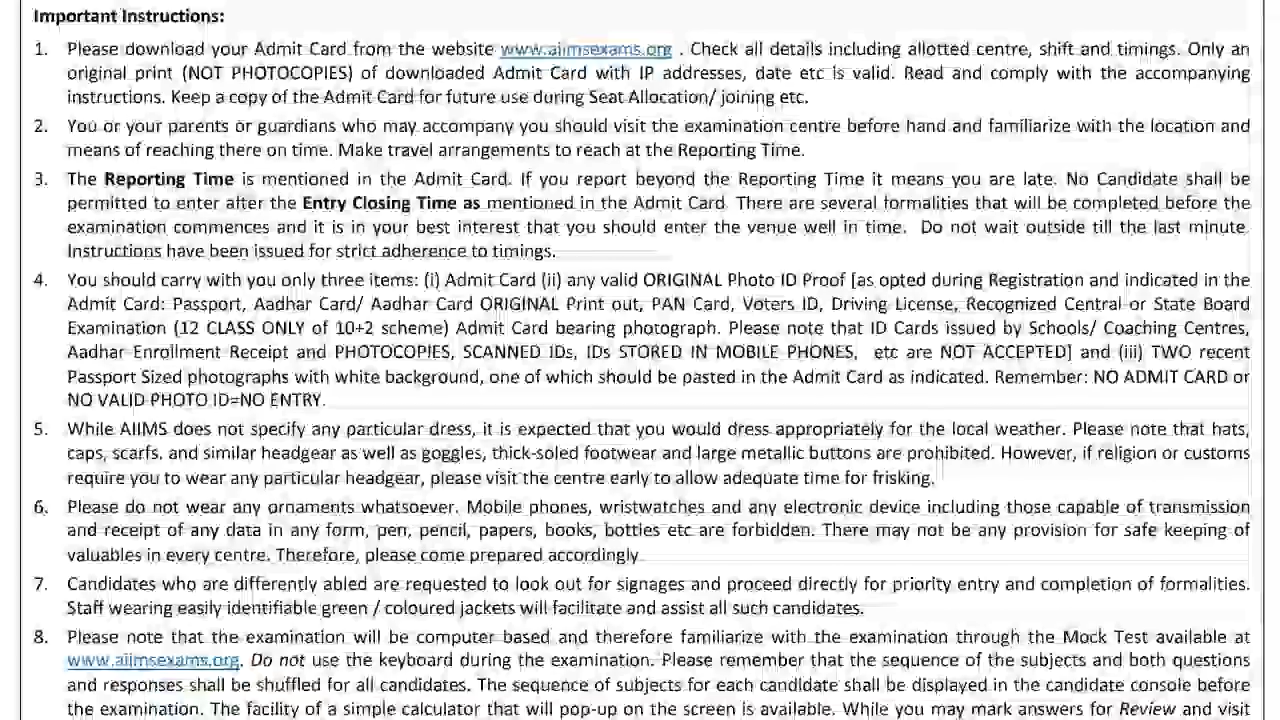 Important Instructions:
1. Please download your Admit Card from the website www.aiimsexams.org . Check all details including allotted centre, shift and timings. Only an
original print (NOT PHOTOCOPIES) of downloaded Admit Card with IP addresses, date etc is valid. Read and comply with the accompanying
instructions. Keep a copy of the Admit Card for future use during Seat Allocation/ joining etc.
2. You or your parents or guardians who may accompany you should visit the examination centre before hand and familiarize with the location and
means of reaching there on time. Make travel arrangements to reach at the Reporting Time.
3. The Reporting Time is mentioned in the Admit Card. If you report beyond the Reporting Time it means you are late. No Candidate shall be
permitted to enter after the Entry Closing Time as mentioned in the Admit Card. There are several formalities that will be completed before the
examination commences and it is in your best interest that you should enter the venue well in time. Do not wait outside till the last minute.
Instructions have been issued for strict adherence to timings.
4. You should carry with you only three items: (i) Admit Card (ii) any valid ORIGINAL Photo ID Proof [as opted during Registration and indicated in the
Admit Card: Passport, Aadhar Card/ Aadhar Card ORIGINAL Print out, PAN Card, Voters ID, Driving License, Recognized Central or State Board
Examination (12 CLASS ONLY of 10+2 scheme) Admit Card bearing photograph. Please note that ID Cards issued by Schools/ Coaching Centres,
Aadhar Enrollment Receipt and PHOTOCOPIES, SCANNED IDs, IDs STORED IN MOBILE PHONES, etc are NOT ACCEPTED] and (iii) TWO recent
Passport Sized photographs with white background, one of which should be pasted in the Admit Card as indicated. Remember: NO ADMIT CARD or
NO VALID PHOTO ID=NO ENTRY.
5. While AIIMS does not specify any particular dress, it is expected that you would dress appropriately for the local weather. Please note that hats,
caps, scarfs, and similar headgear as well as goggles, thick-soled footwear and large metallic buttons are prohibited. However, if religion or customs
require you to wear any particular headgear, please visit the centre early to allow adequate time for frisking.
6. Please do not wear any ornaments whatsoever. Mobile phones, wristwatches and any electronic device including those capable of transmission
and receipt of any data in any form, pen, pencil, papers, books, bottles etc are forbidden. There may not be any provision for safe keeping of
valuables in every centre. Therefore, please come prepared accordingly
7. Candidates who are differently abled are requested to look out for signages and proceed directly for priority entry and completion of formalities.
Staff wearing easily identifiable green / coloured jackets will facilitate and assist all such candidates.
8. Please note that the examination will be computer based and therefore familiarize with the examination through the Mock Test available at
www.aiimsexams.org. Do not use the keyboard during the examination. Please remember that the sequence of the subjects and both questions
and responses shall be shuffled for all candidates. The sequence of subjects for each candidate shall be displayed in the candidate console before
the examination. The facility of a simple calculator that will pop-up on the screen is available. While you may mark answers for Review and visit